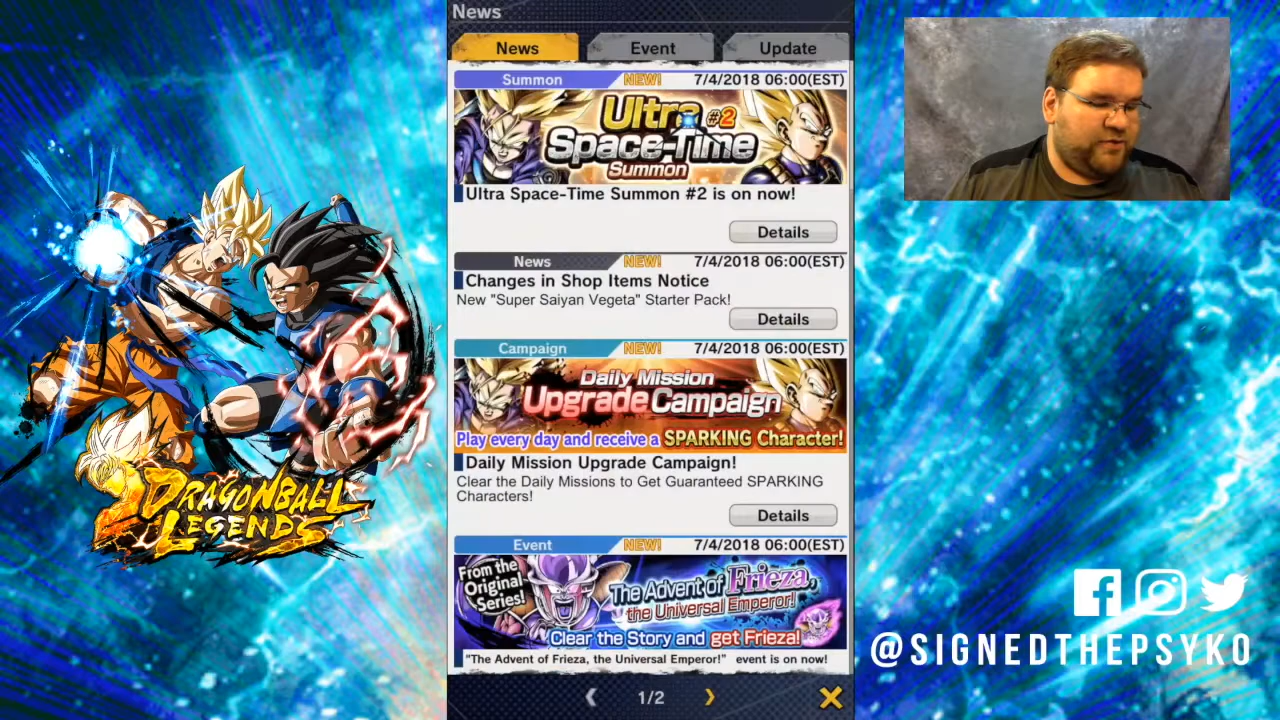 News
News Event Update
Summon NEW! 7/4/2018 06:00(EST)
Ultra #2
Space-Time
Summon
Ultra Space-Time Summon #2 is on now!
Details
News NEW! 7/4/2018 06:00(EST)
Changes in Shop Items Notice
New "Super Saiyan Vegeta" Starter Pack!
Details
Campaign NEW! 7/4/2018 06:00(EST)
Daily Mission
Upgrade Campaign
Play every day and receive a SPARKING Character!
Daily Mission Upgrade Campaign!
Clear the Daily Missions to Get Guaranteed SPARKING
Characters!
Details
Event NEW! 7/4/2018 06:00(EST)
From the
Original
Series!
The Advent of Frieza,
the Universal Emperor!
Clear the Story and get Frieza!
"The Advent of Frieza, the Universal Emperor!" event is on now!
1/2
DRAGONBALL
LEGENDS
@SIGNEDTHEPSYKO